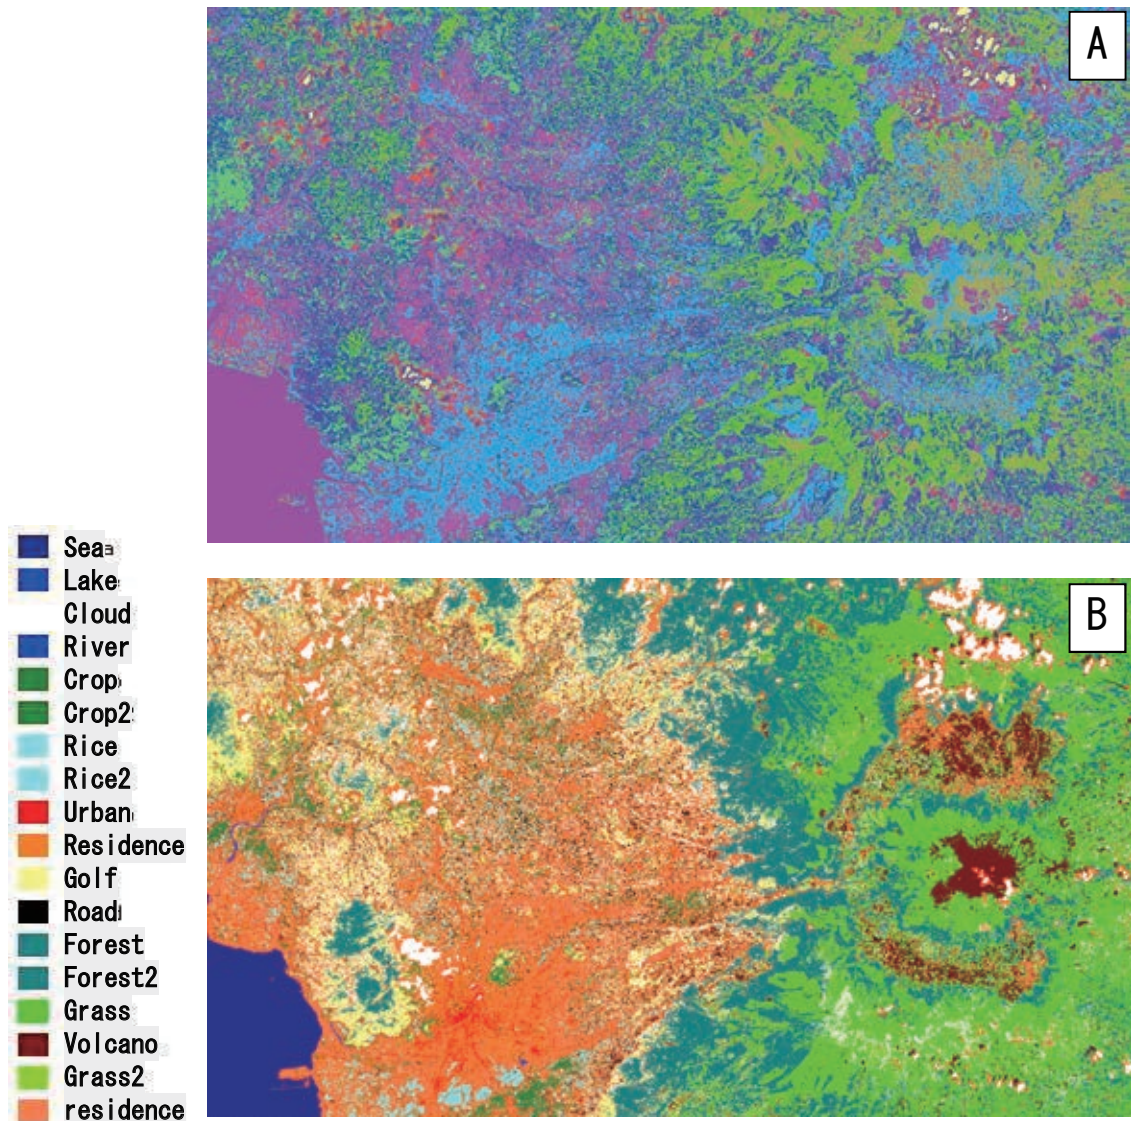 A
B
Sea
Lake
Cloud
River
Crop
Crop2
Rice
Rice2
Urban
Residence
Golf
Road
Forest
Forest2
Grass
Volcano
Grass2
residence